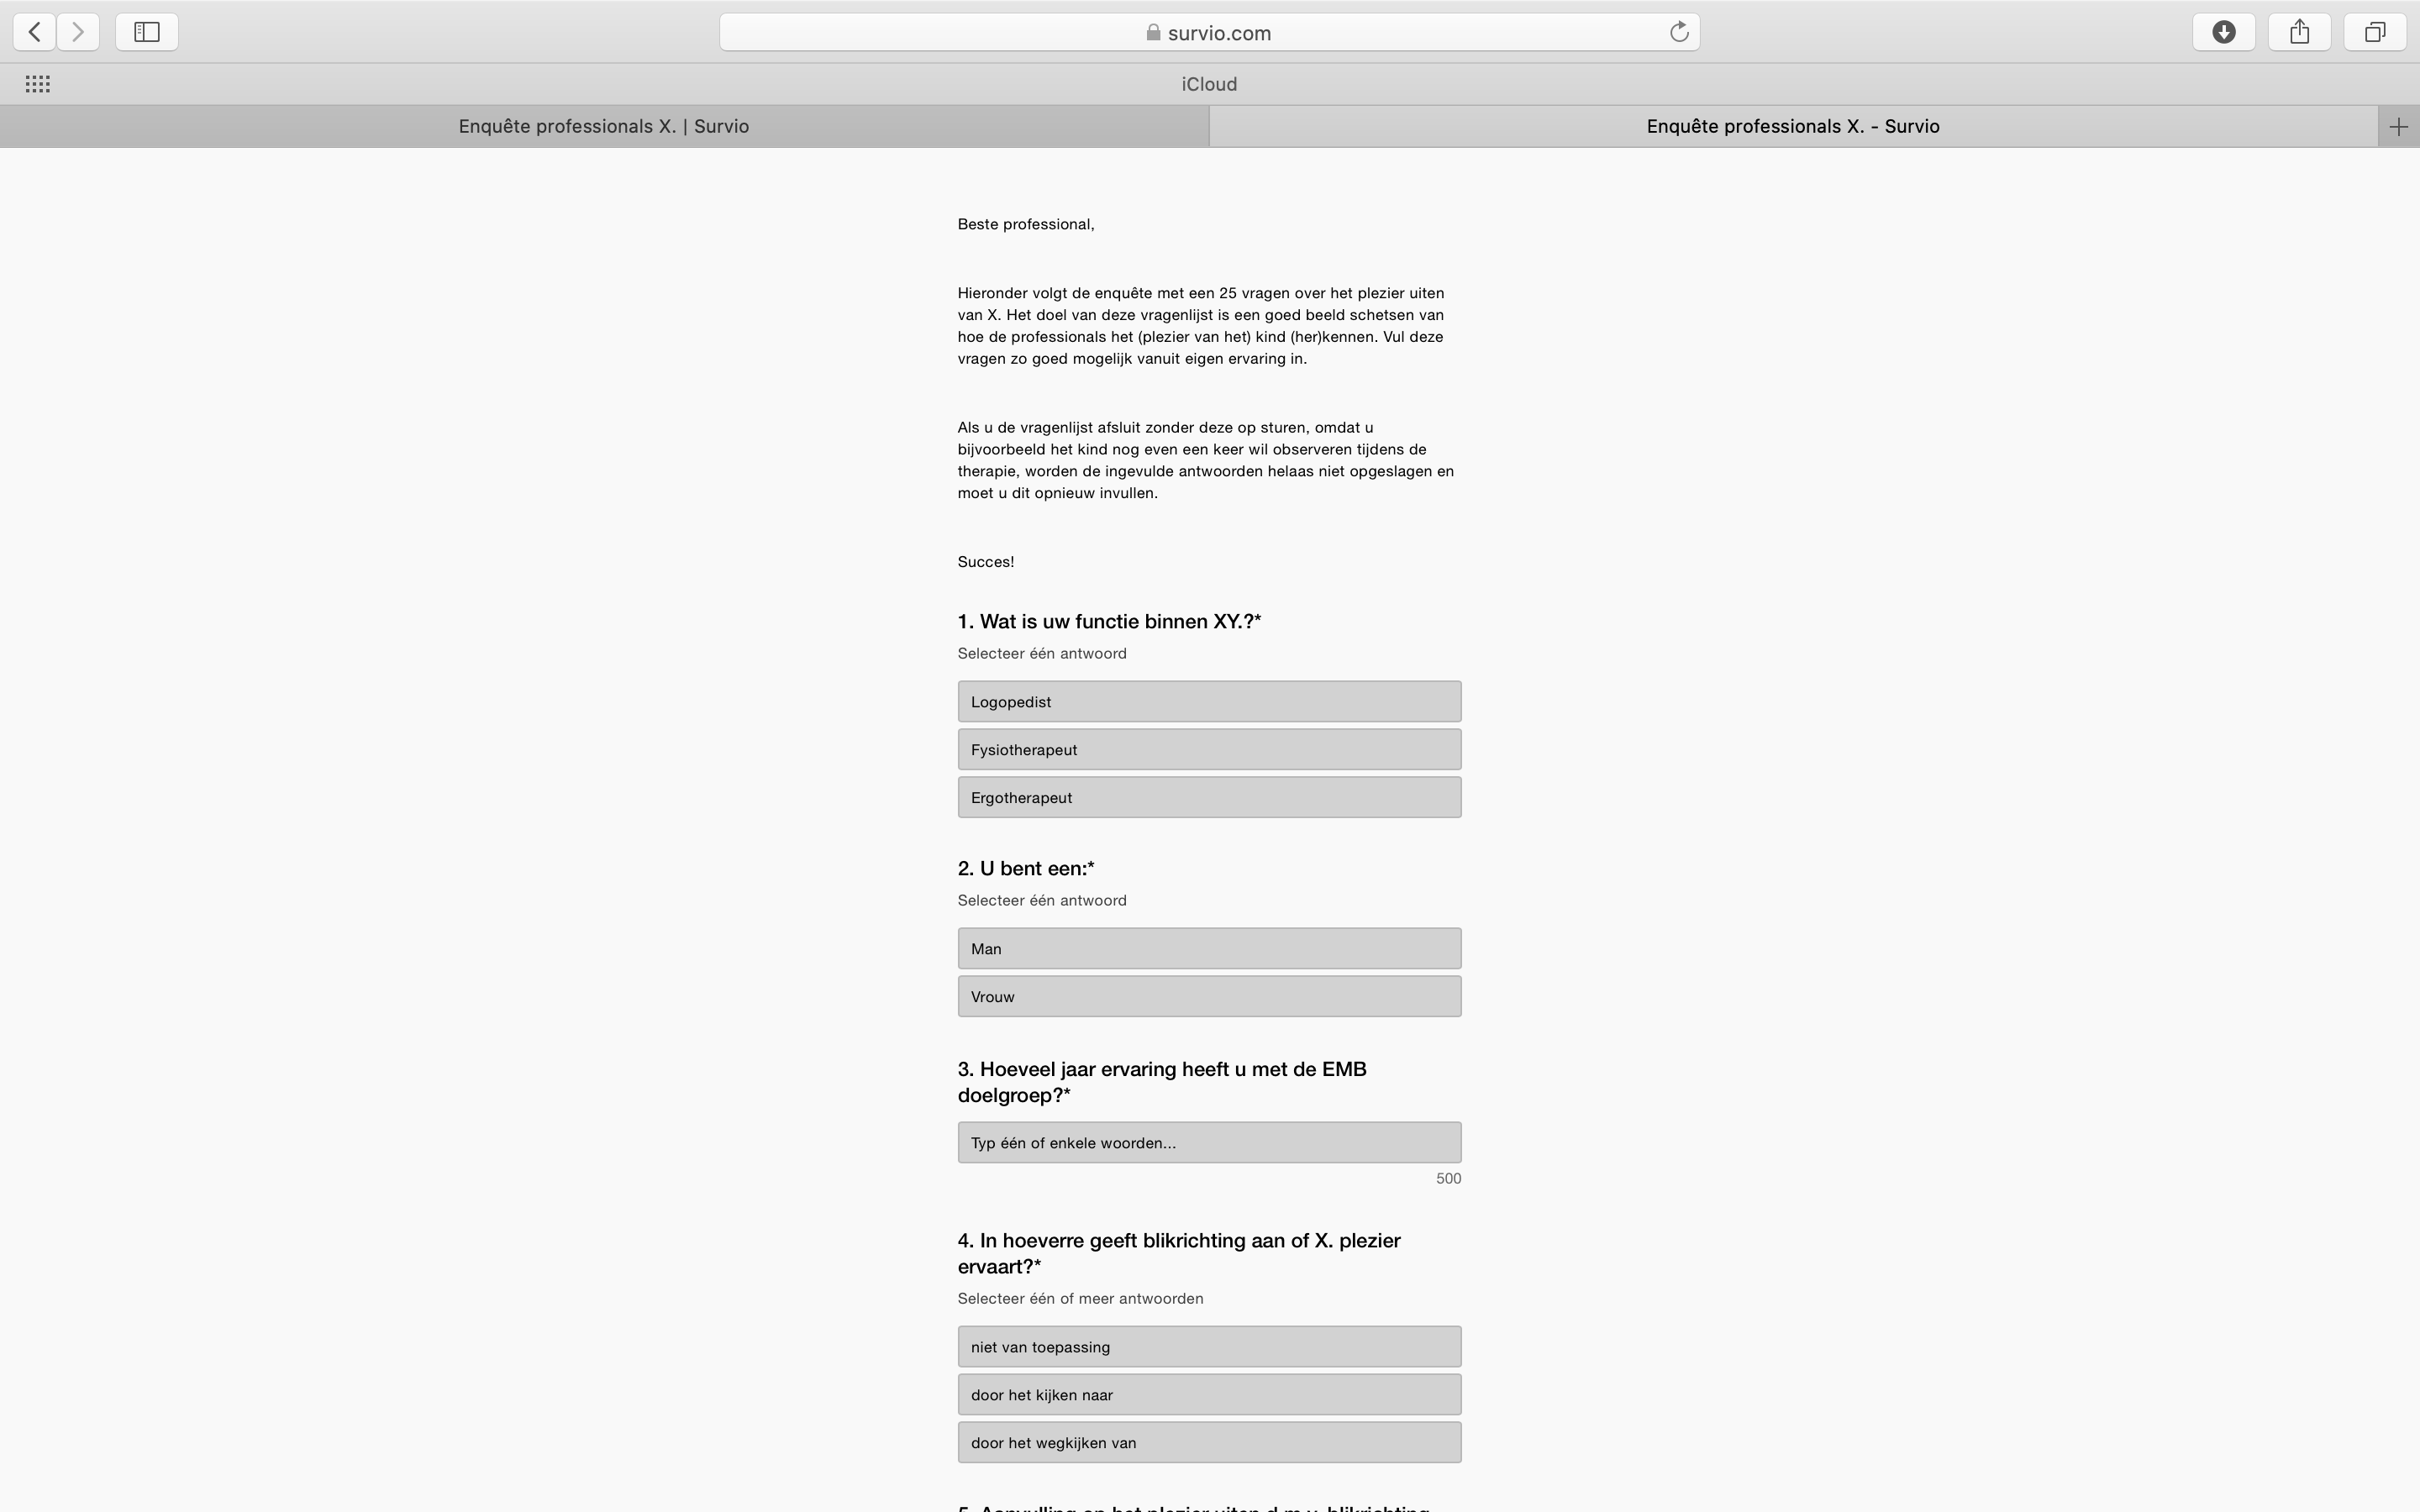 survio.com
iCloud
Enquête professionals X. | Survio
Enquête professionals X. - Survio
Beste professional,
Hieronder volgt de enquête met een 25 vragen over het plezier uiten
van X. Het doel van deze vragenlijst is een goed beeld schetsen van
hoe de professionals het (plezier van het) kind (her)kennen. Vul deze
vragen zo goed mogelijk vanuit eigen ervaring in.
Als u de vragenlijst afsluit zonder deze op sturen, omdat u
bijvoorbeeld het kind nog even een keer wil observeren tijdens de
therapie, worden de ingevulde antwoorden helaas niet opgeslagen en
moet u dit opnieuw invullen.
Succes!
1. Wat is uw functie binnen XY.?*
Selecteer één antwoord
Logopedist
Fysiotherapeut
Ergotherapeut
2. U bent een:*
Selecteer één antwoord
Man
Vrouw
3. Hoeveel jaar ervaring heeft u met de EMB
doelgroep?*
Typ één of enkele woorden...
500
4. In hoeverre geeft blikrichting aan of X. plezier
ervaart?*
Selecteer één of meer antwoorden
niet van toepassing
door het kijken naar
door het wegkijken van
5. Aanvulling op het plezier uiten d.m.v. blikrichting